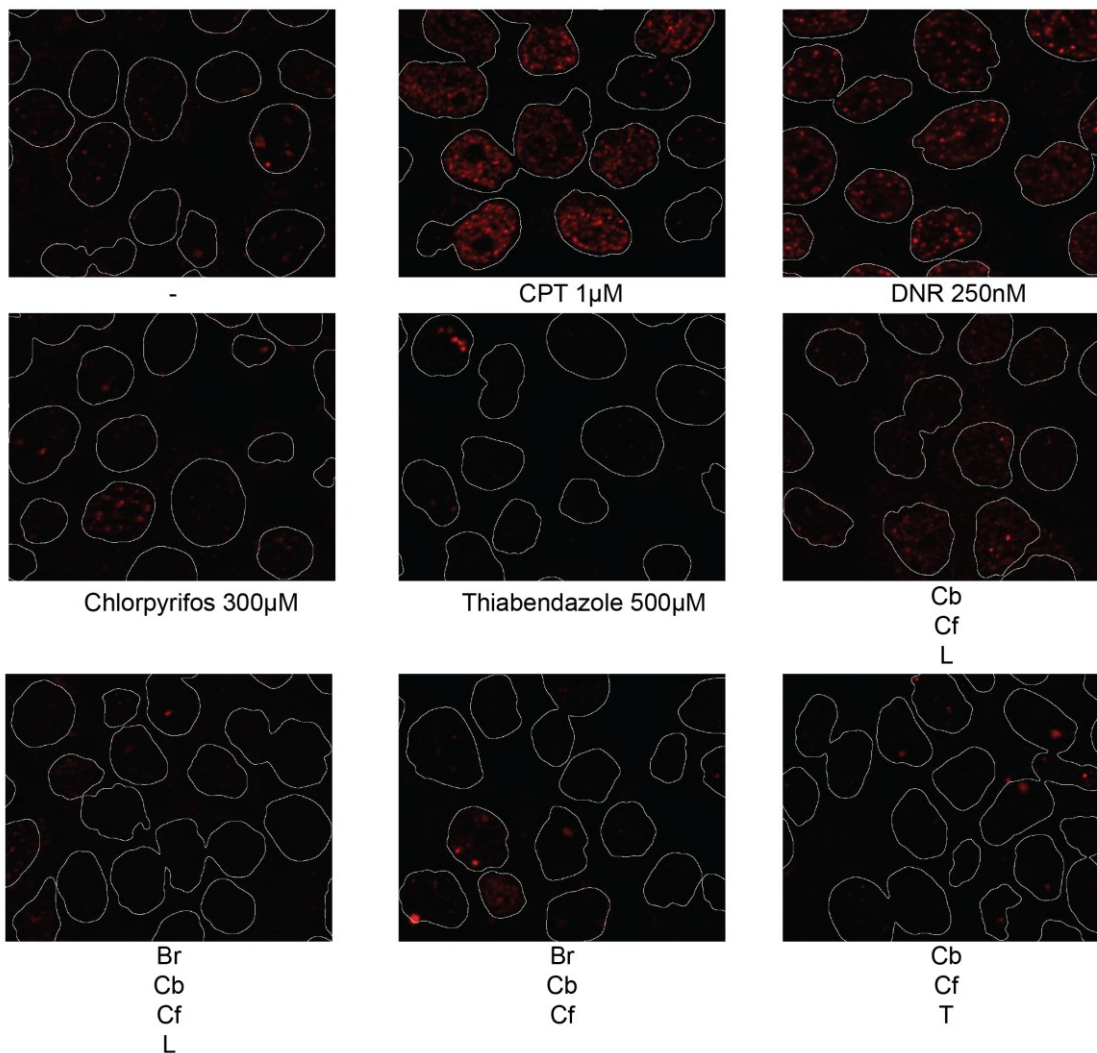 -
CPT 1µM
DNR 250nM
Chlorpyrifos 300µM
Thiabendazole 500µM
Cb
Cf
L
Br
Cb
Cf
L
Br
Cb
Cf
Cb
Cf
T